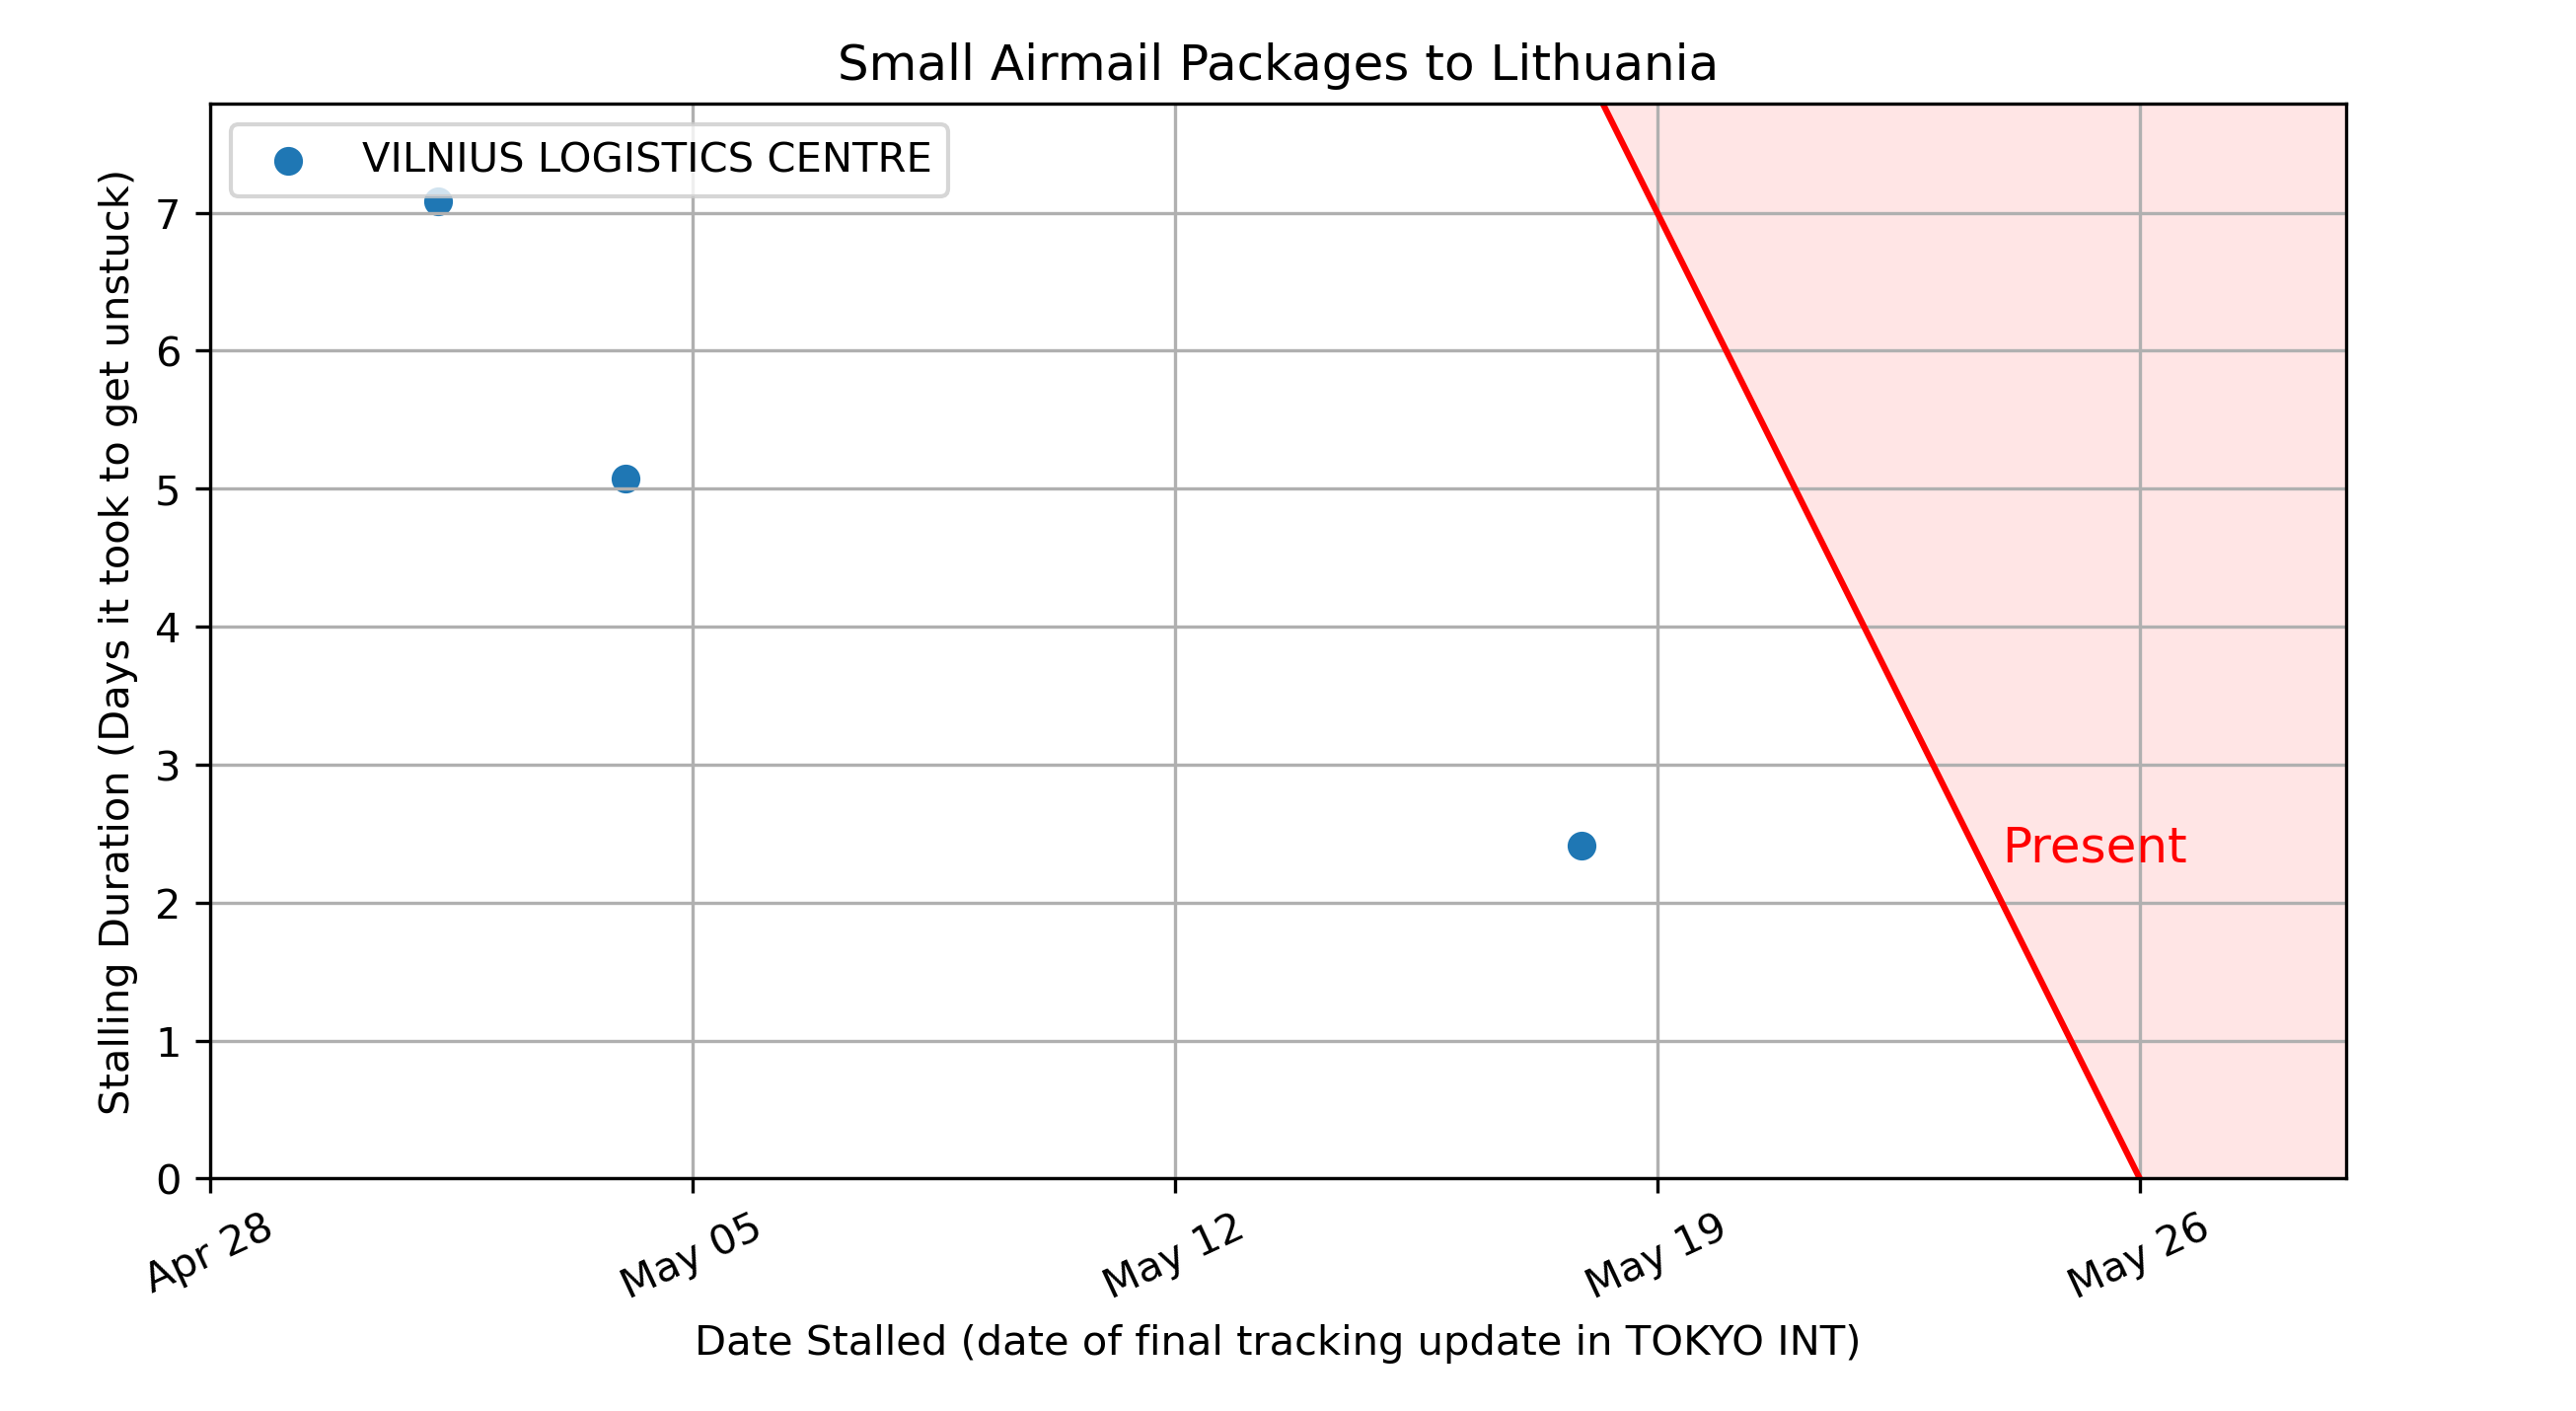 Small Airmail Packages to Lithuania
VILNIUS LOGISTICS CENTRE
Stalling Duration (Days it took to get unstuck)
7
6
5
4
3
2
1
0
Present
Apr 28
May 05
May 12
May 19
May 26
Date Stalled (date of final tracking update in TOKYO INT)